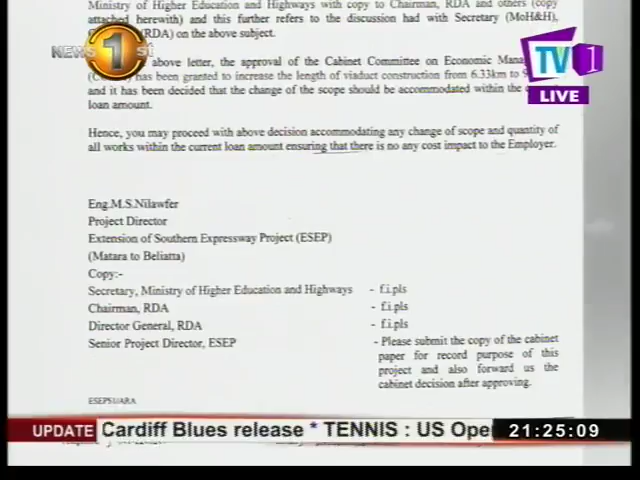 Ministry of Higher Education and Highways with copy to Chairman, RDA and others (copy
attached herewith) and this further refers to the discussion had with Secretary (MoH&H),
(RDA) on the above subject.
NEWS 1st
TV 1
LIVE
above letter, the approval of the Cabinet Committee on Economic
has been granted to increase the length of viaduct construction from 6.33km to
and it has been decided that the change of the scope should be accommodated within the
loan amount.
Hence, you may proceed with above decision accommodating any change of scope and quantity
of all works within the current loan amount ensuring that there is no any cost impact to the Employer.
Eng.M.S.Nilawfer
Project Director
Extension of Southern Expressway Project (ESEP)
(Matara to Beliatta)
Copy:-
Secretary, Ministry of Higher Education and Highways - f.i.pls
Chairman, RDA - f.i.pls
Director General, RDA - f.i.pls
Senior Project Director, ESEP - Please submit the copy of the cabinet
paper for record purpose of this
project and also forward us the
cabinet decision after approving.
UPDATE Cardiff Blues release * TENNIS : US Ope 21:25:09